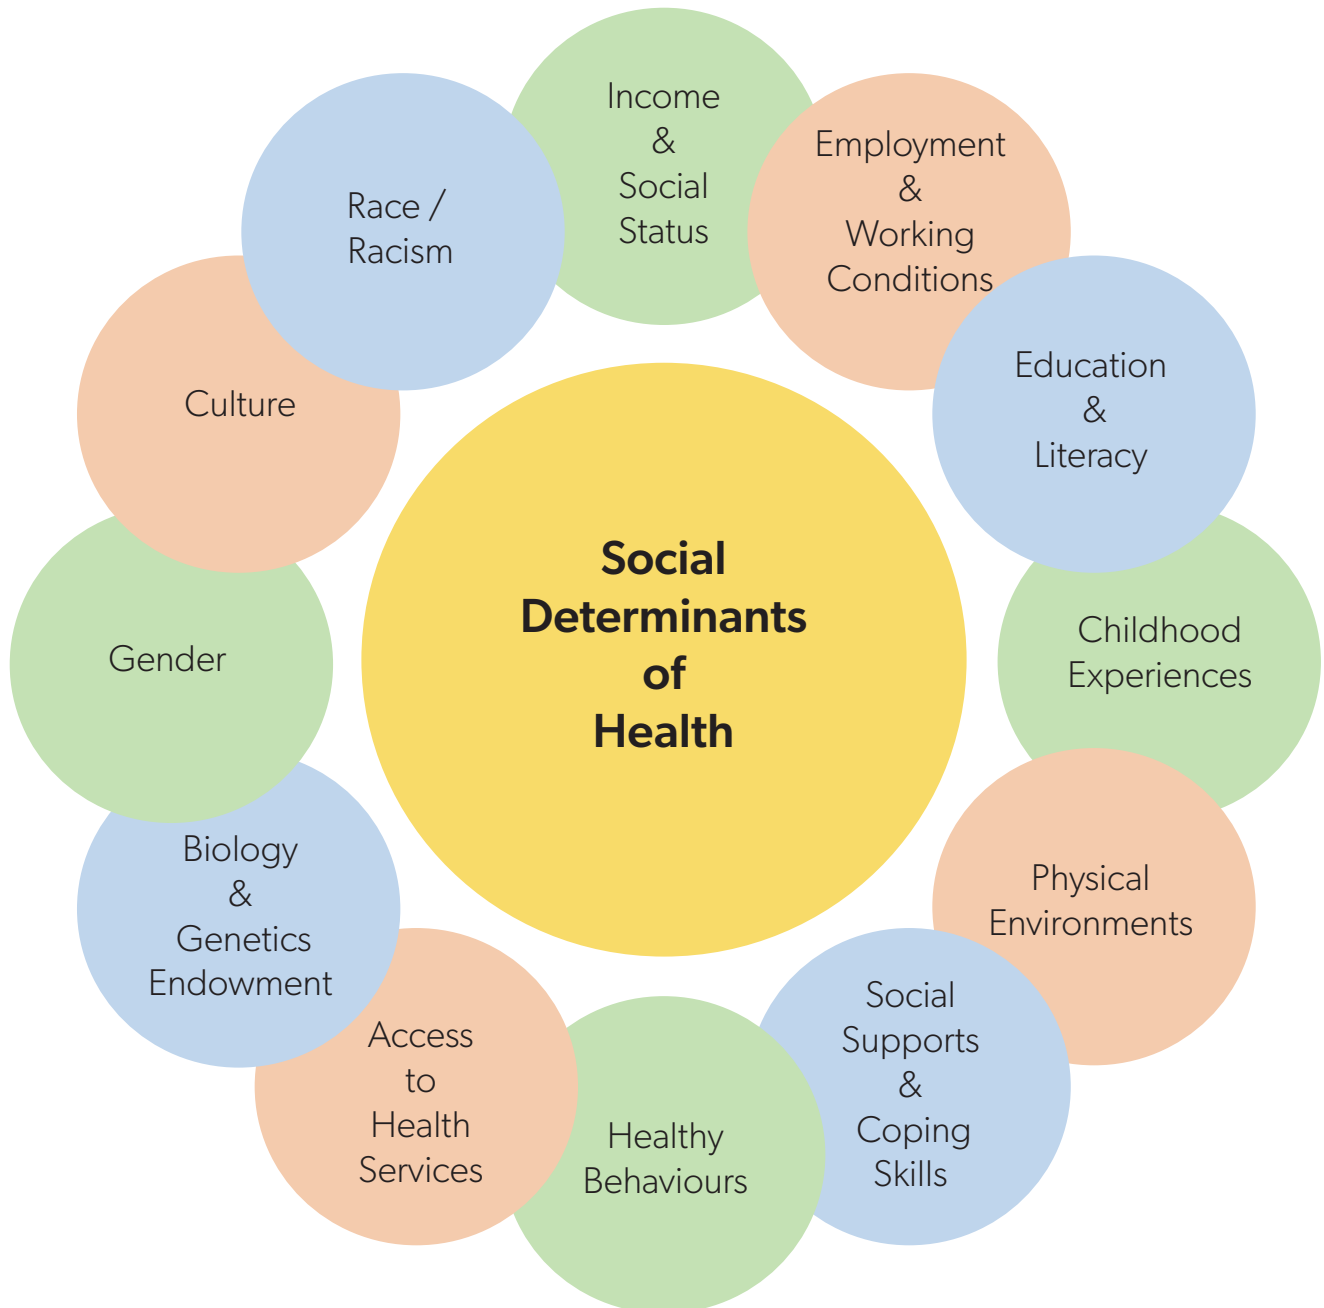 Income
&
Social
Status
Employment
&
Working
Conditions
Education
&
Literacy
Childhood
Experiences
Physical
Environments
Social
Supports
&
Coping
Skills
Healthy
Behaviours
Access
to
Health
Services
Biology
&
Genetics
Endowment
Gender
Culture
Race /
Racism
Social
Determinants
of
Health